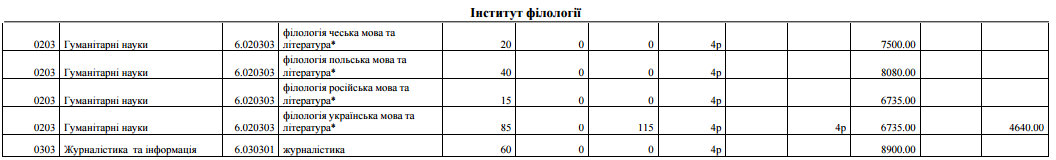 Інститут філології
0203 Гуманітарні науки 6.020303 філологія чеська мова та література* 20 0 0 4р 7500.00
0203 Гуманітарні науки 6.020303 філологія польська мова та література* 40 0 0 4р 8080.00
0203 Гуманітарні науки 6.020303 філологія російська мова та література* 15 0 0 4р 6735.00
0203 Гуманітарні науки 6.020303 філологія українська мова та література* 85 0 115 4р 4р 6735.00 4640.00
0303 Журналістика та інформація 6.030301 журналістика 60 0 0 4р 8900.00